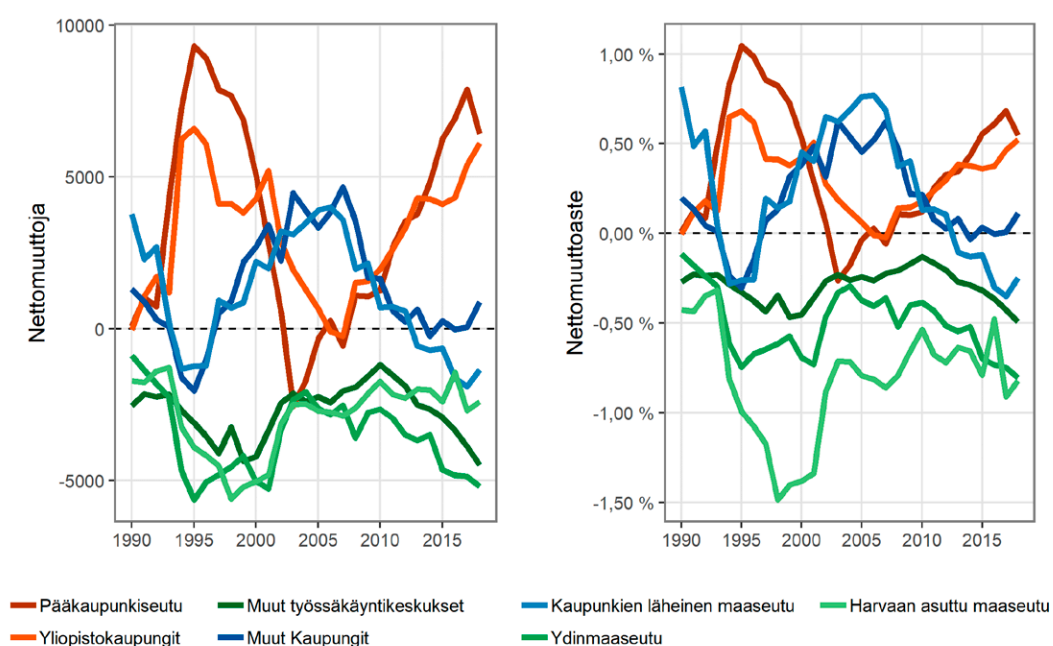 Nettomuuttoja
10000
5000
0
-5000
1990 1995 2000 2005 2010 2015
Nettomuuttoaste
1,00 %
0,50 %
0,00 %
-0,50 %
-1,00 %
-1,50 %
1990 1995 2000 2005 2010 2015
Pääkaupunkiseutu Muut työssäkäyntikeskukset Kaupunkien läheinen maaseutu Harvaan asuttu maaseutu
Yliopistokaupungit Muut Kaupungit Ydinmaaseutu